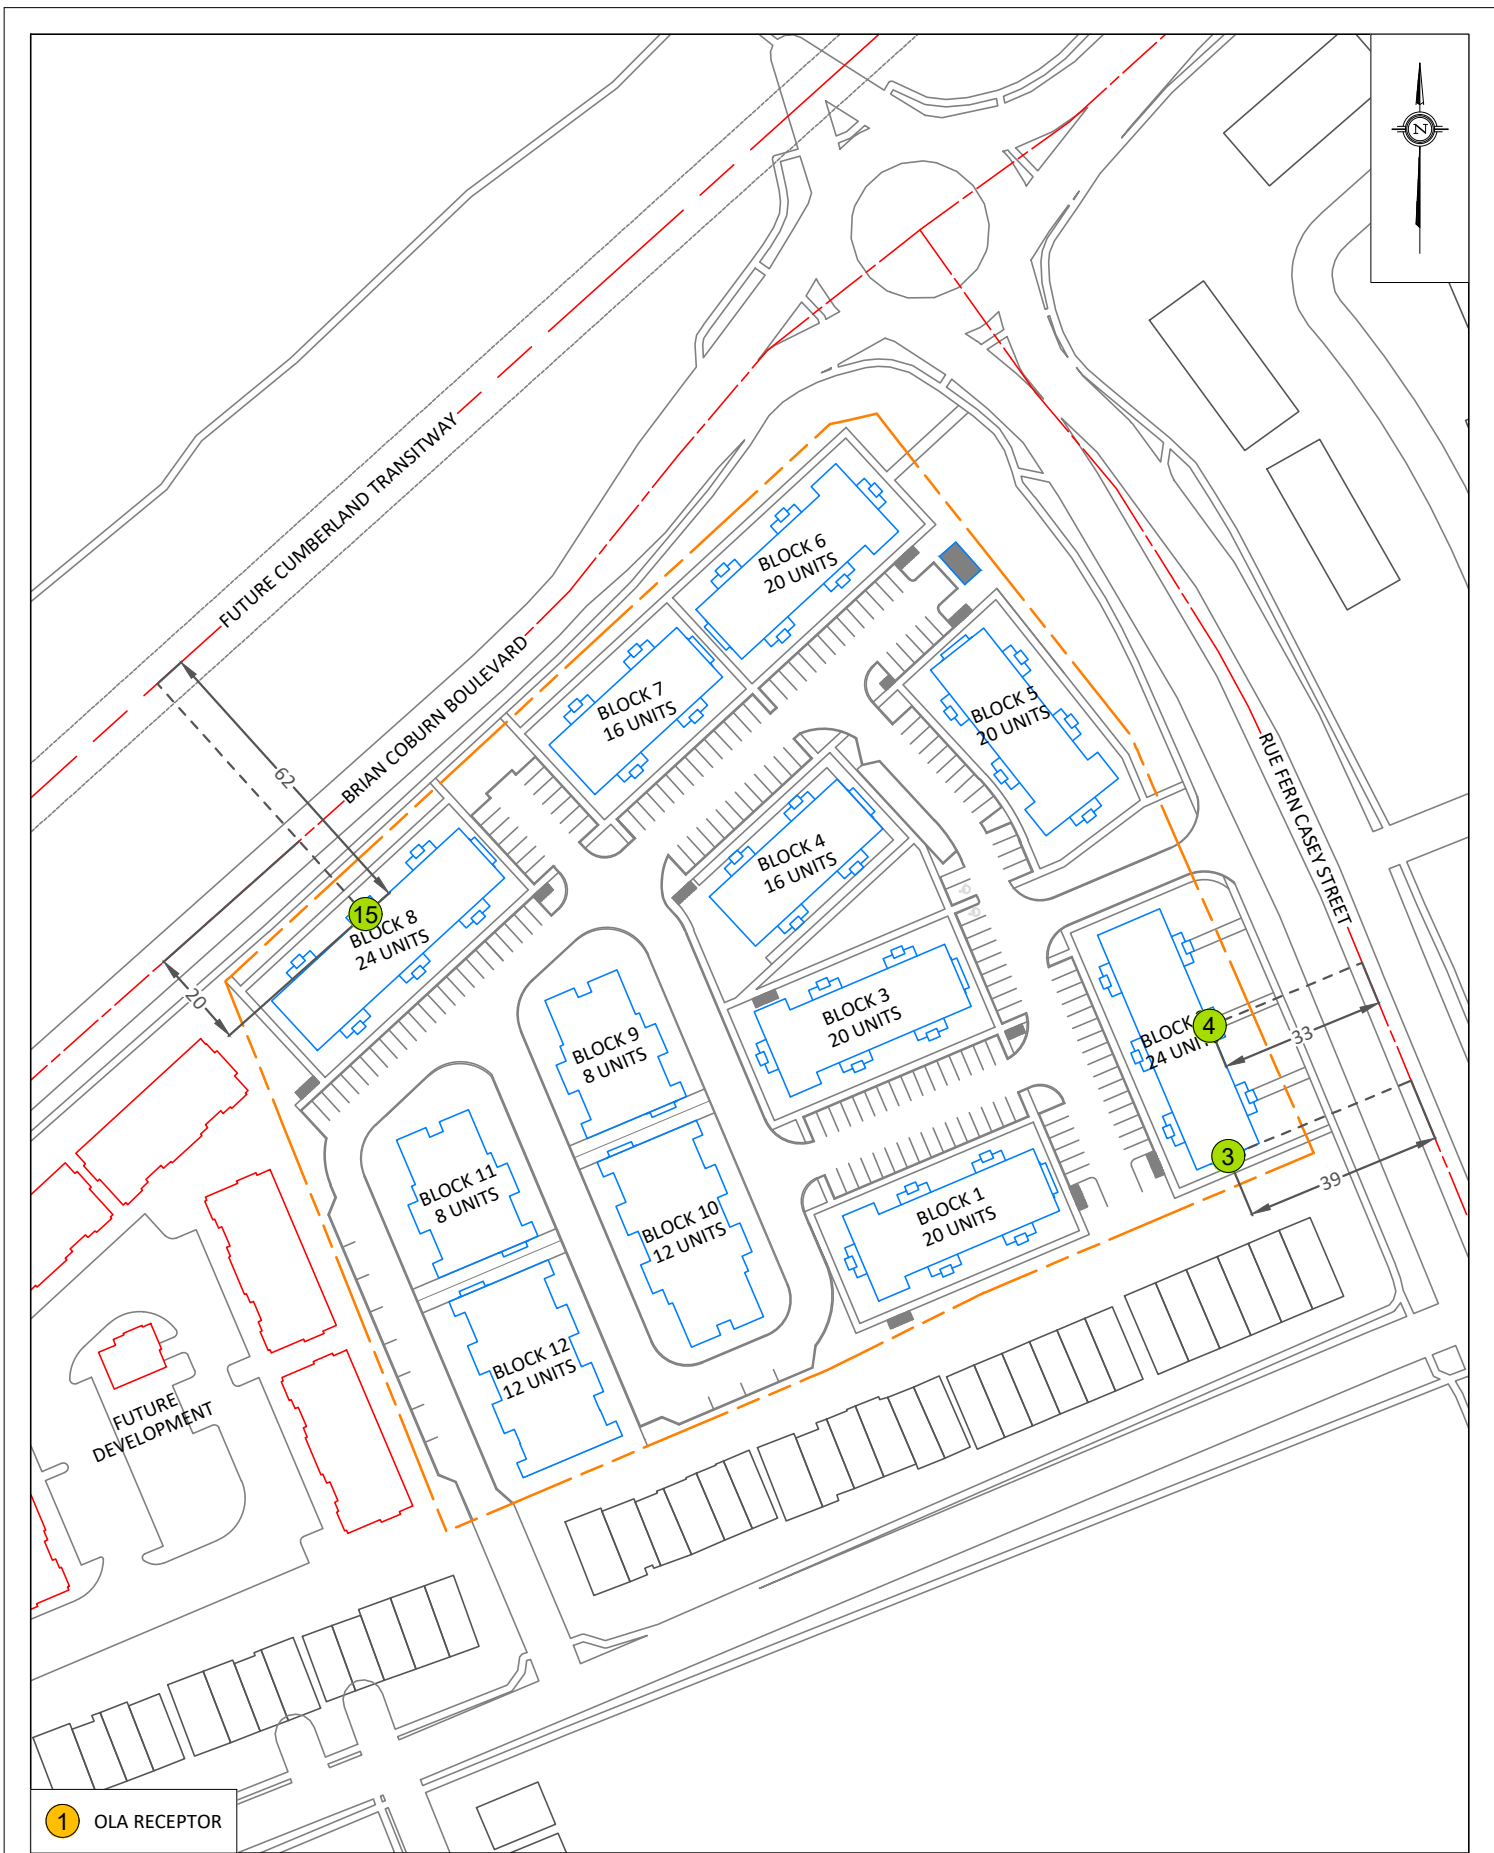 N
FUTURE CUMBERLAND TRANSITWAY
BRIAN COBURN BOULEVARD
RUE FERN CASEY STREET
BLOCK 6
20 UNITS
BLOCK 7
16 UNITS
BLOCK 5
20 UNITS
62
BLOCK 4
16 UNITS
15
BLOCK 8
24 UNITS
20
BLOCK 3
20 UNITS
4
BLOCK
24 UNIT
33
BLOCK 9
8 UNITS
3
39
BLOCK 11
8 UNITS
BLOCK 10
12 UNITS
BLOCK 1
20 UNITS
BLOCK 12
12 UNITS
FUTURE
DEVELOPMENT
1 OLA RECEPTOR